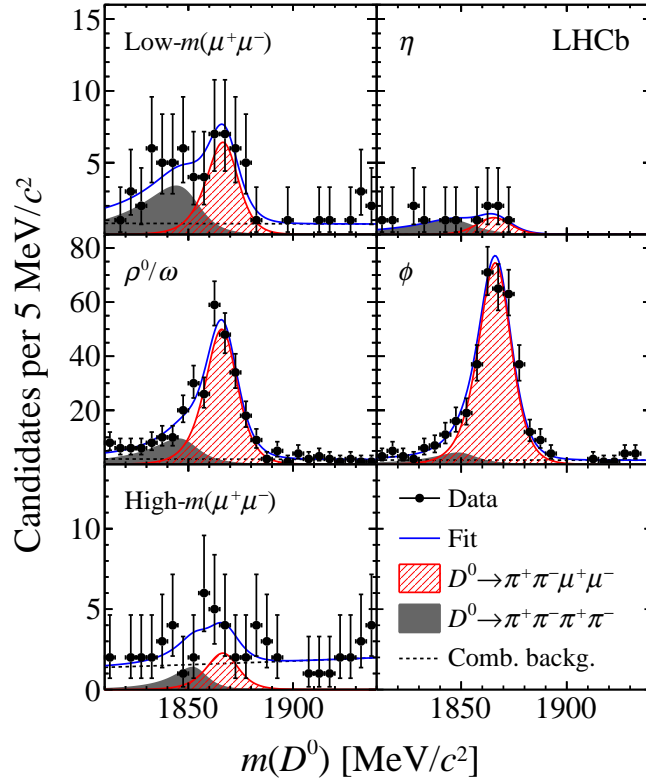 Candidates per 5 MeV/c²
Low-m(μ⁺μ⁻)
η
LHCb
15
10
5
0
ρ⁰/ω
ϕ
80
60
40
20
High-m(μ⁺μ⁻)
10
5
0
Data
Fit
D⁰→π⁺π⁻μ⁺μ⁻
D⁰→π⁺π⁻π⁺π⁻
Comb. backg.
1850 1900 1850 1900
m(D⁰) [MeV/c²]